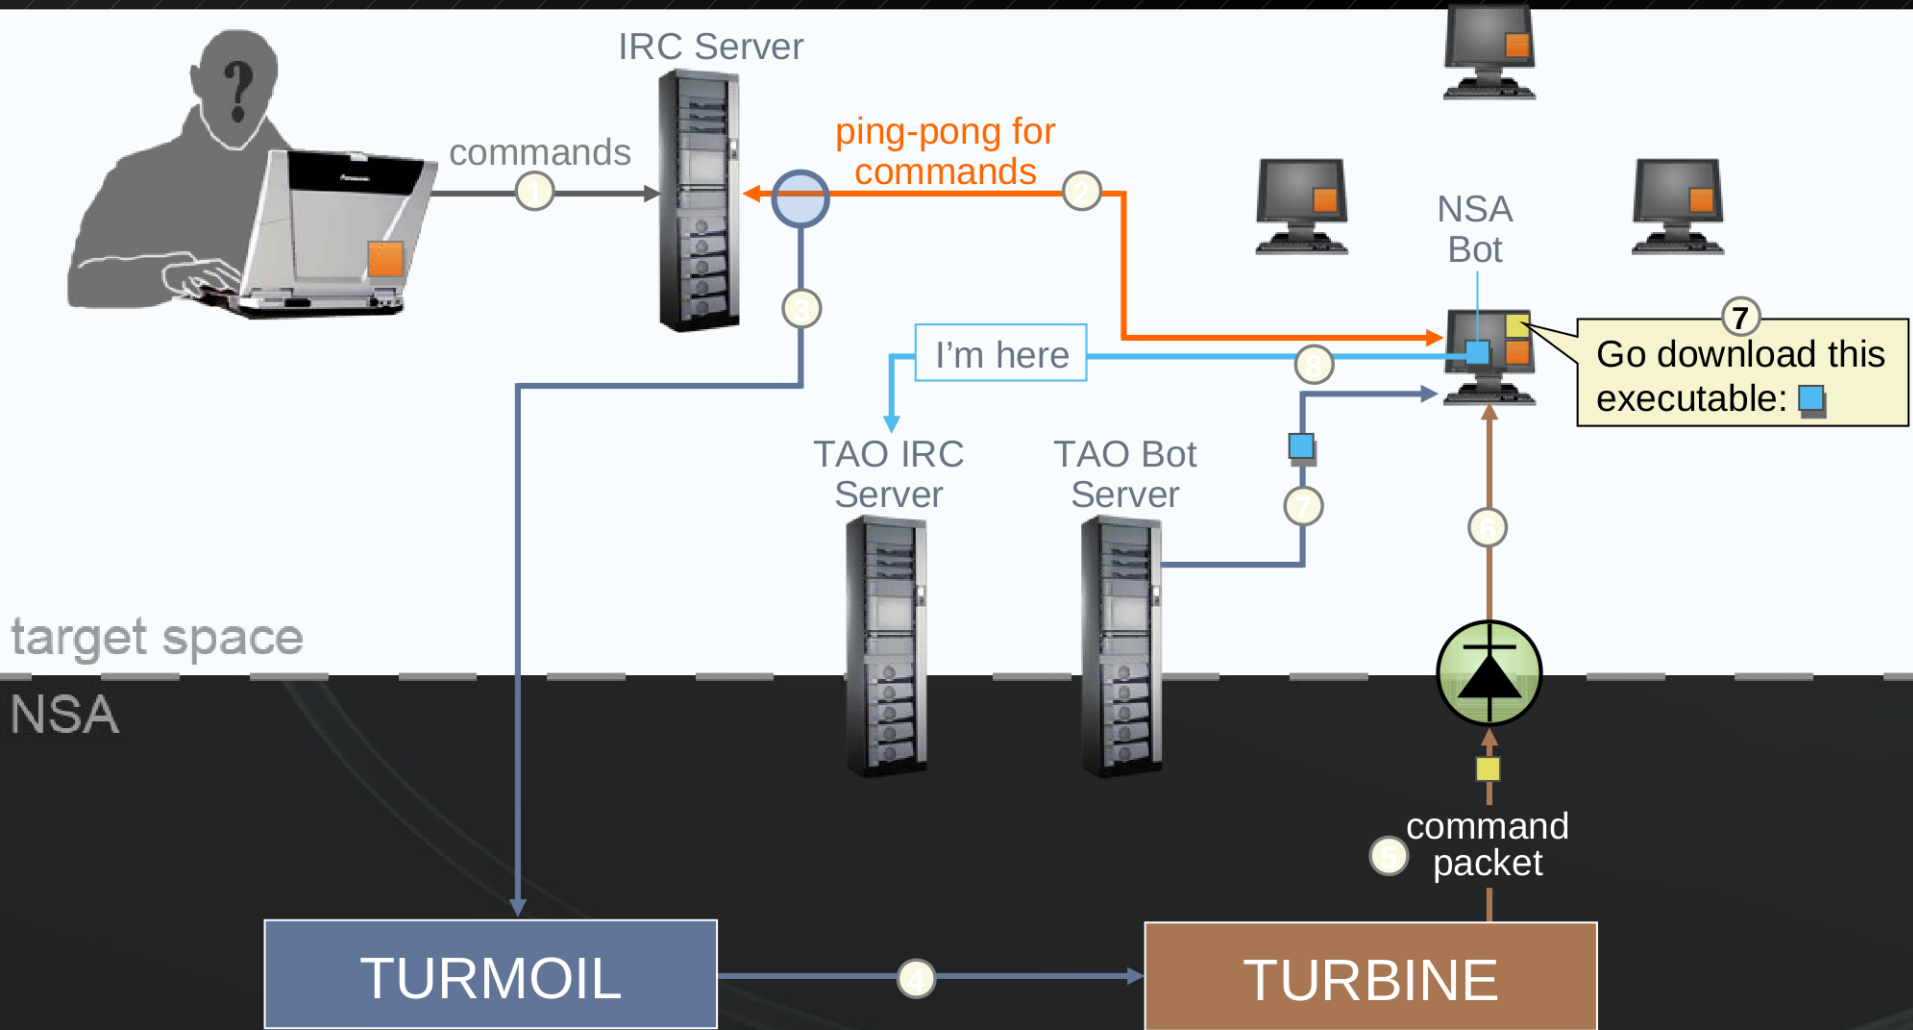 IRC Server
?
commands
1
ping-pong for
commands
2
3
NSA
Bot
7
Go download this
executable:
I'm here
8
TAO IRC
Server
TAO Bot
Server
7
6
target space
NSA
command
packet
5
TURMOIL
4
TURBINE